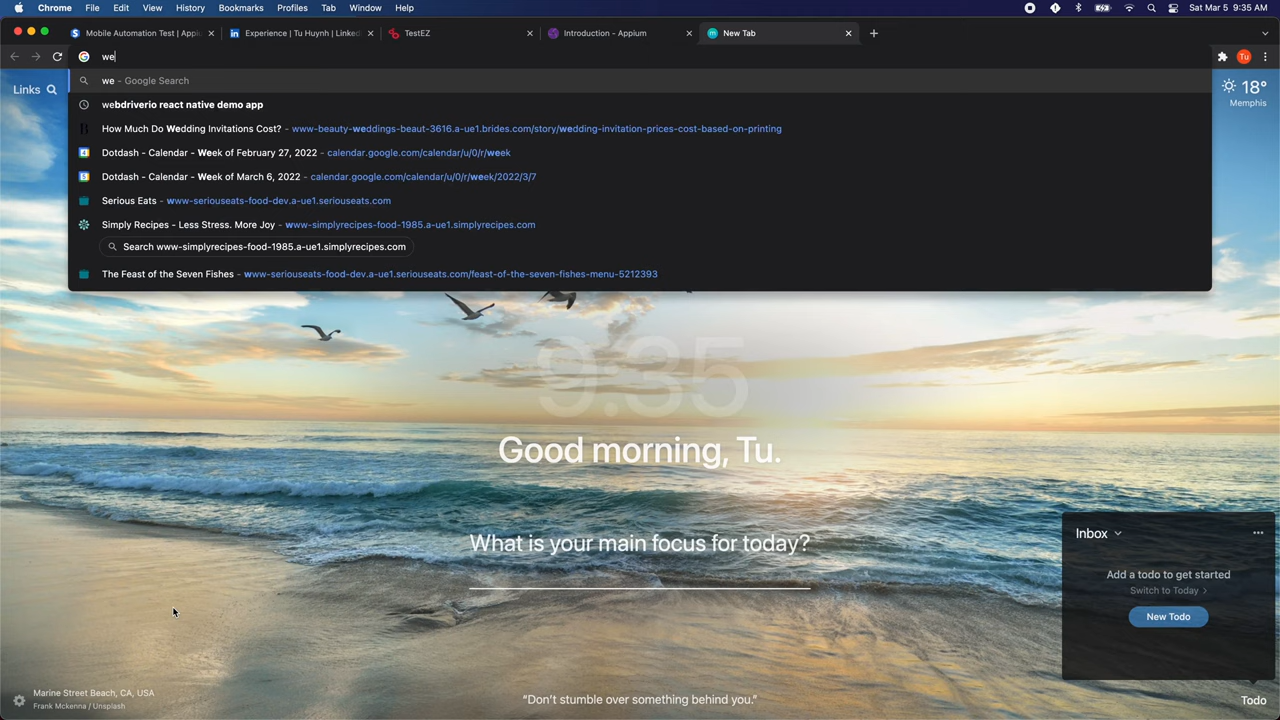 Chrome File Edit View History Bookmarks Profiles Tab Window Help Sat Mar 5 9:35 AM
Mobile Automation Test | Appiu Experience | Tu Huynh | Linked TestEZ Introduction - Appium New Tab
we Tu
Links
we - Google Search
18°
Memphis
webdriverio react native demo app
How Much Do Wedding Invitations Cost? - www-beauty-weddings-beaut-3616.a-ue1.brides.com/story/wedding-invitation-prices-cost-based-on-printing
Dotdash - Calendar - Week of February 27, 2022 - calendar.google.com/calendar/u/0/r/week
Dotdash - Calendar - Week of March 6, 2022 - calendar.google.com/calendar/u/0/r/week/2022/3/7
Serious Eats - www-seriouseats-food-dev.a-ue1.seriouseats.com
Simply Recipes - Less Stress. More Joy - www-simplyrecipes-food-1985.a-ue1.simplyrecipes.com
Search www-simplyrecipes-food-1985.a-ue1.simplyrecipes.com
The Feast of the Seven Fishes - www-seriouseats-food-dev.a-ue1.seriouseats.com/feast-of-the-seven-fishes-menu-5212393
9:35
Good morning, Tu.
What is your main focus for today?
Inbox
Add a todo to get started
Switch to Today
New Todo
Marine Street Beach, CA, USA
Frank Mckenna / Unsplash
“Don't stumble over something behind you.”
Todo